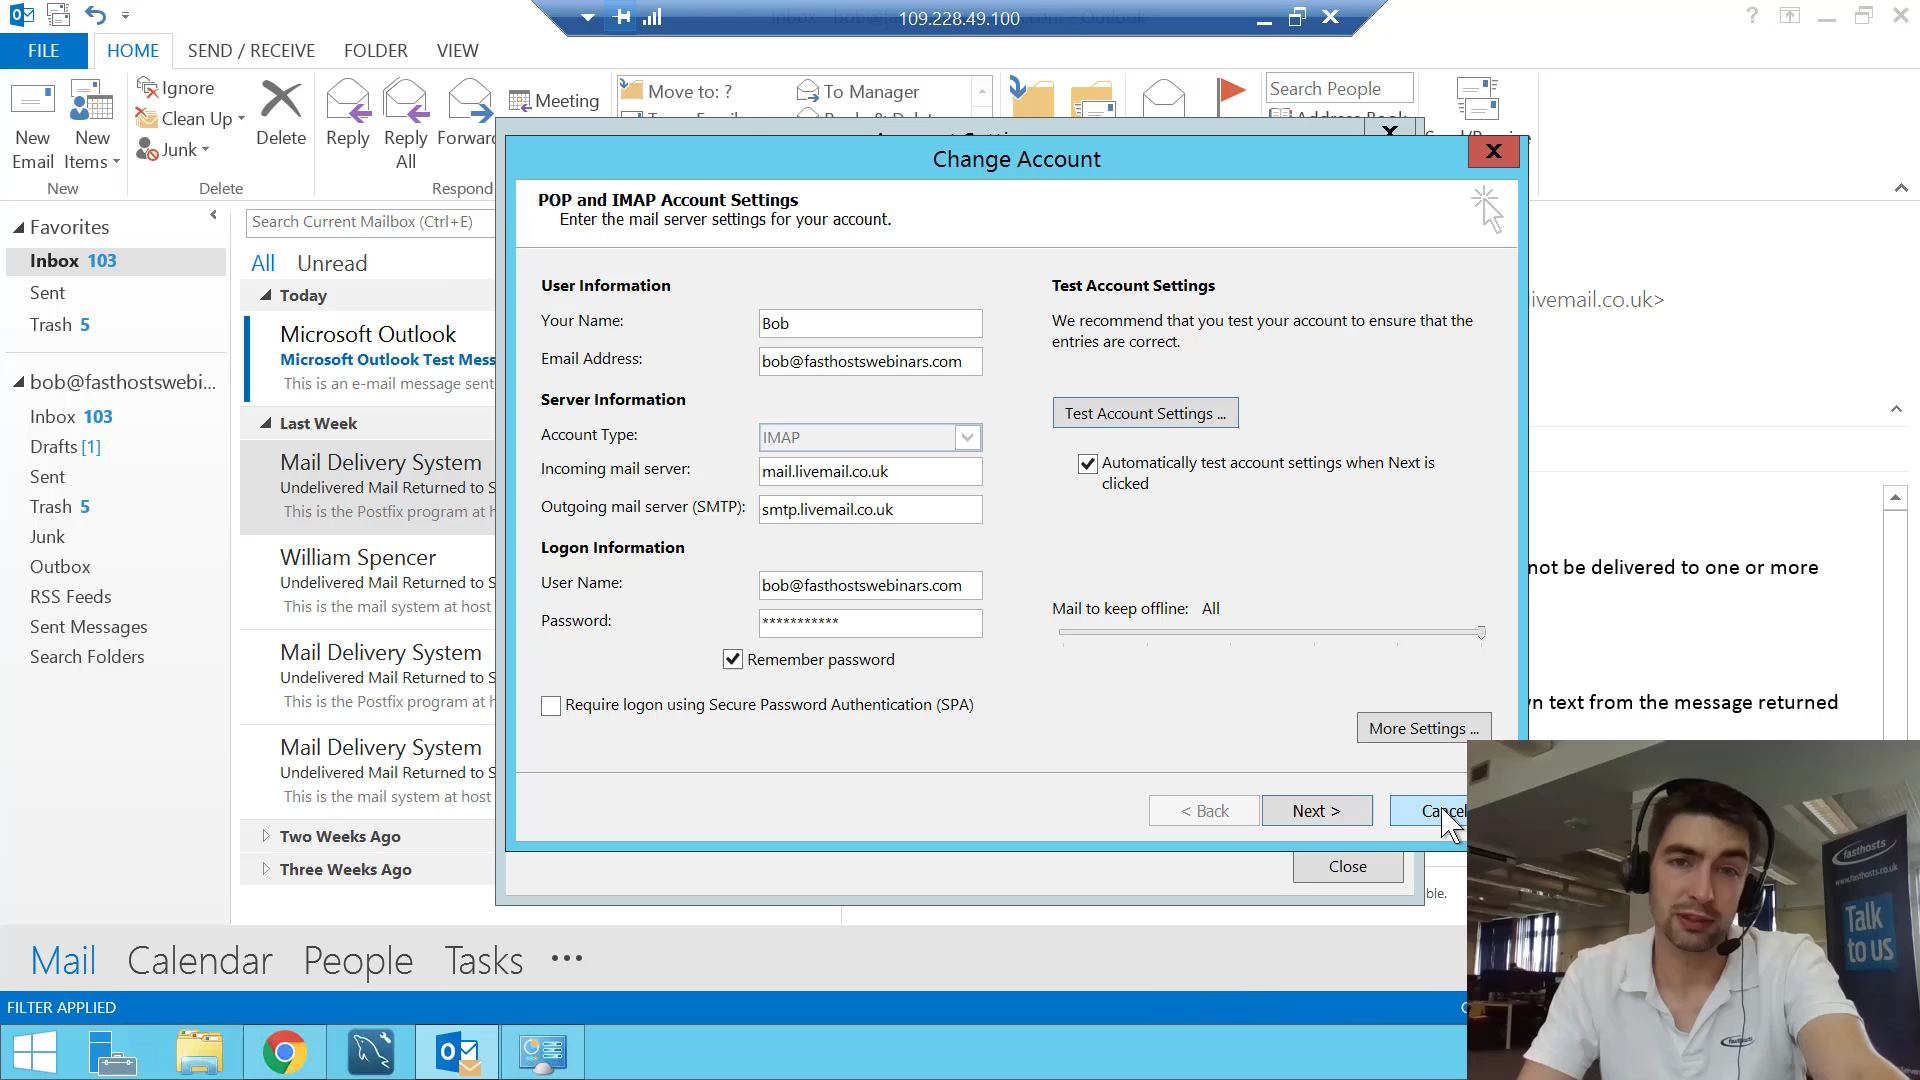 109.228.49.100
FILE
HOME
SEND / RECEIVE
FOLDER
VIEW
New
Email
New
Items
New
Ignore
Clean Up
Junk
Delete
Delete
Reply
Reply
All
Forward
Respond
Meeting
Move to: ?
To Manager
Search People
Address Book
Favorites
Inbox 103
Sent
Trash 5
bob@fasthostswebi...
Inbox 103
Drafts [1]
Sent
Trash 5
Junk
Outbox
RSS Feeds
Sent Messages
Search Folders
Search Current Mailbox (Ctrl+E)
All Unread
Today
Microsoft Outlook
Microsoft Outlook Test Mess
This is an e-mail message sent
Last Week
Mail Delivery System
Undelivered Mail Returned to S
This is the Postfix program at h
William Spencer
Undelivered Mail Returned to S
This is the mail system at host
Mail Delivery System
Undelivered Mail Returned to S
This is the Postfix program at h
Mail Delivery System
Undelivered Mail Returned to S
This is the mail system at host
Two Weeks Ago
Three Weeks Ago
Change Account
POP and IMAP Account Settings
Enter the mail server settings for your account.
User Information
Your Name: Bob
Email Address: bob@fasthostswebinars.com
Server Information
Account Type: IMAP
Incoming mail server: mail.livemail.co.uk
Outgoing mail server (SMTP): smtp.livemail.co.uk
Logon Information
User Name: bob@fasthostswebinars.com
Password: ***********
Remember password
Require logon using Secure Password Authentication (SPA)
Test Account Settings
We recommend that you test your account to ensure that the
entries are correct.
Test Account Settings ...
Automatically test account settings when Next is
clicked
Mail to keep offline: All
More Settings ...
< Back
Next >
Cancel
Close
ivemail.co.uk>
not be delivered to one or more
n text from the message returned
ble.
Mail Calendar People Tasks •••
FILTER APPLIED
fasthosts
www.fasthosts.co.uk
Talk
to us
fasthosts